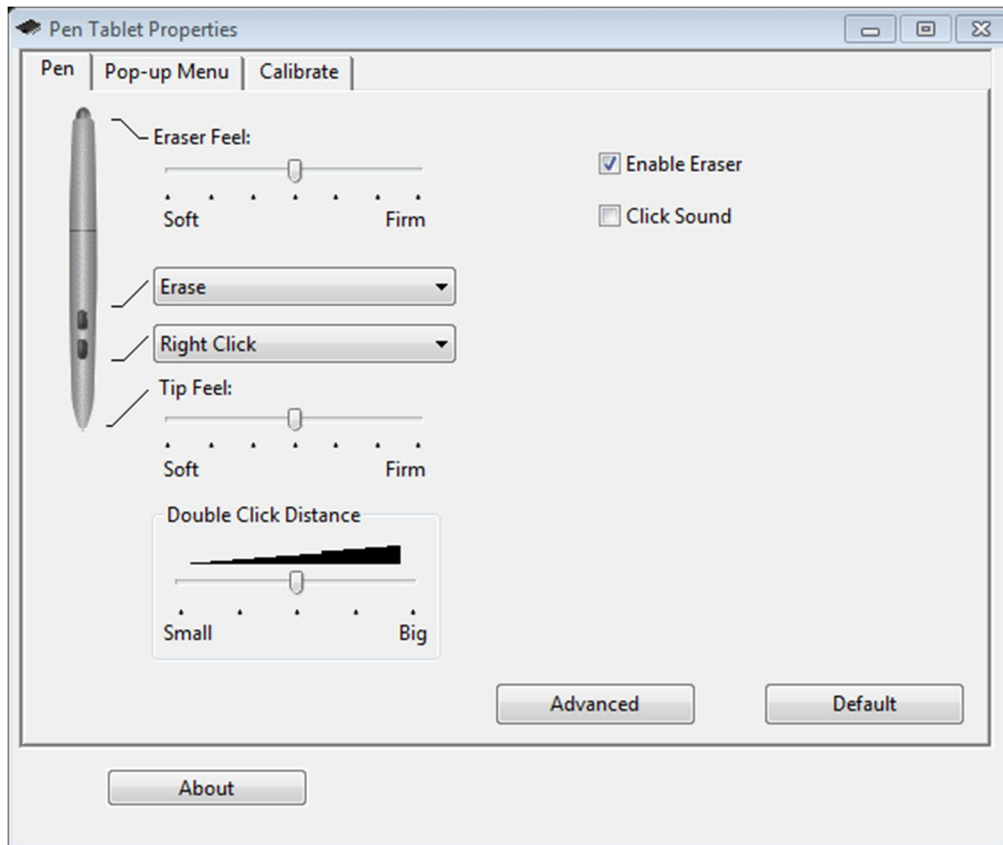 Pen Tablet Properties
Pen Pop-up Menu Calibrate
Eraser Feel:
Soft Firm
Enable Eraser
Click Sound
Erase
Right Click
Tip Feel:
Soft Firm
Double Click Distance
Small Big
Advanced Default
About